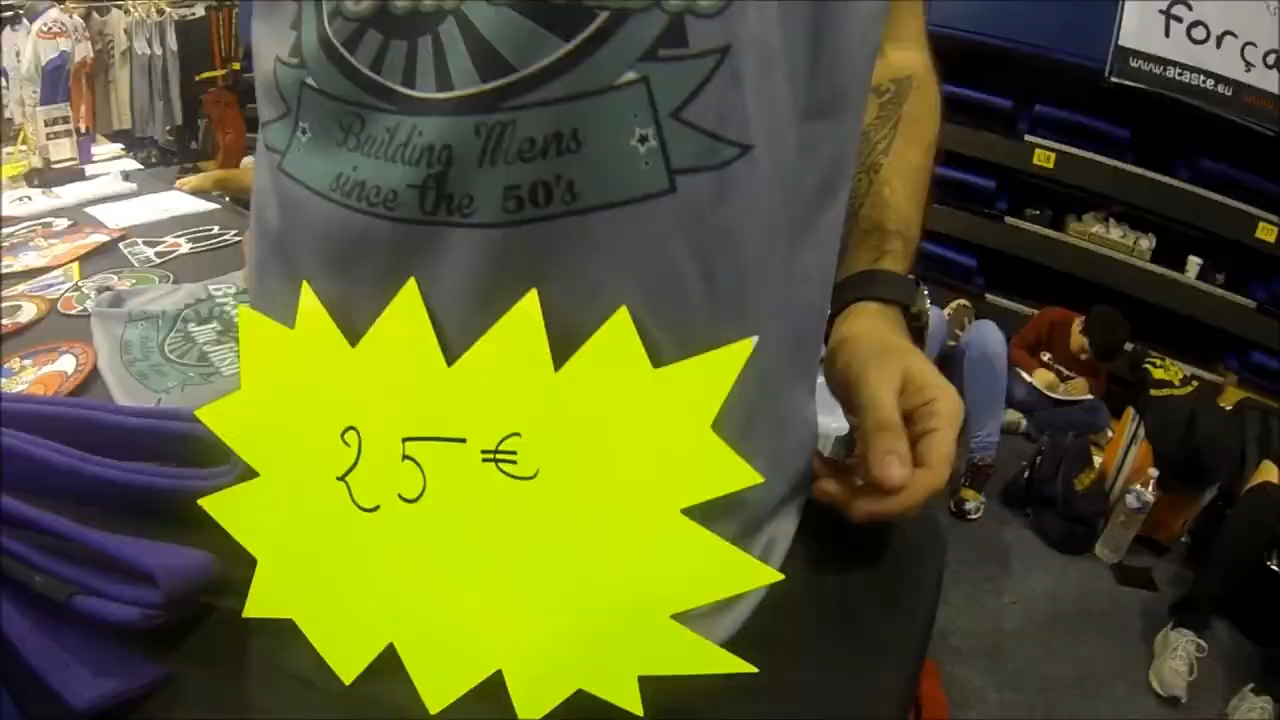 força
www.ataste.eu
Building Mens
since the 50's
25€